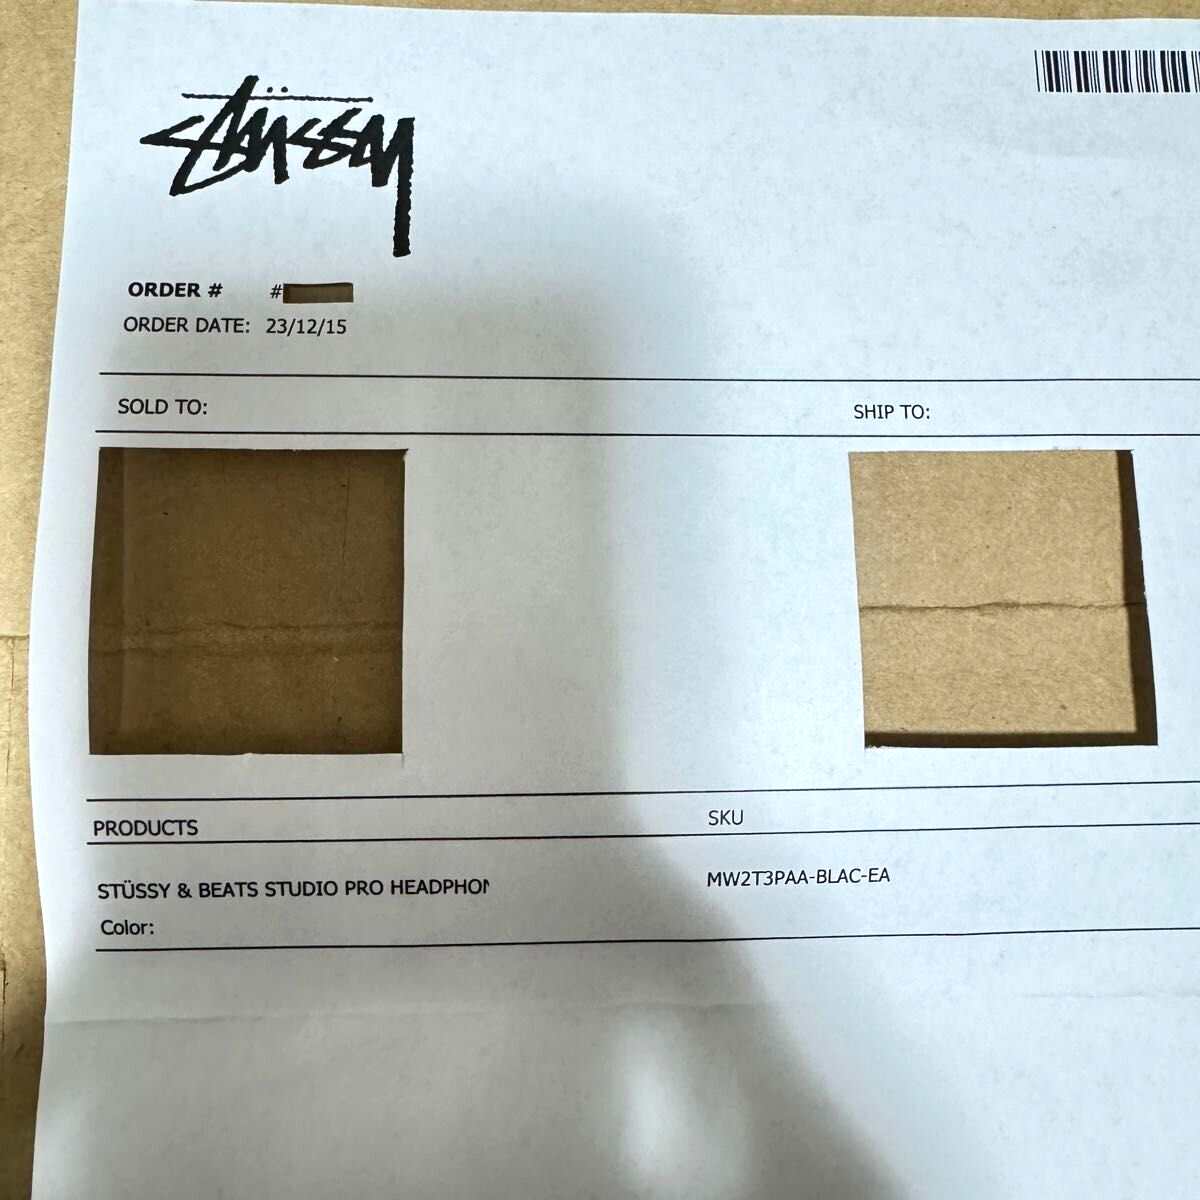 STÜSSY
ORDER # #
ORDER DATE: 23/12/15
SOLD TO:
SHIP TO:
PRODUCTS SKU
STÜSSY & BEATS STUDIO PRO HEADPHON MW2T3PAA-BLAC-EA
Color: